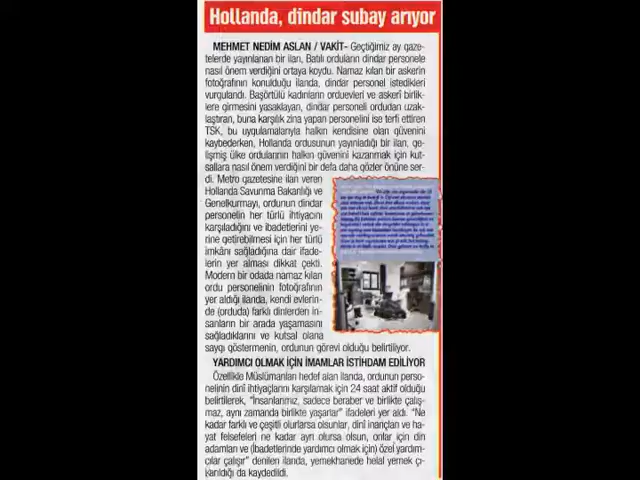 Hollanda, dindar subay arıyor
MEHMET NEDİM ASLAN / VAKİT- Geçtiğimiz ay gaze-
telerde yayınlanan bir ilan, Batılı orduların dindar personele
nasıl önem verdiğini ortaya koydu. Namaz kılan bir askerin
fotoğrafının konulduğu ilanda, dindar personel istedikleri
vurgulandı. Başörtülü kadınların orduevleri ve askerî birlik-
lere girmesini yasaklayan, dindar personeli ordudan uzak-
laştıran, buna karşılık zina yapan personelini ise terfi ettiren
TSK, bu uygulamalarıyla halkın kendisine olan güvenini
kaybederken, Hollanda ordusunun yayınladığı bir ilan, ge-
lişmiş ülke ordularının halkın güvenini kazanmak için kut-
sallara nasıl önem verdiğini bir defa daha gözler önüne ser-
di. Metro gazetesine ilan veren
Hollanda Savunma Bakanlığı ve
Genelkurmayı, ordunun dindar
personelin her türlü ihtiyacını
karşıladığını ve ibadetlerini ye-
rine getirebilmesi için her türlü
imkânı sağladığına dair ifade-
lerin yer alması dikkat çekti.
Modern bir odada namaz kılan
ordu personelinin fotoğrafının
yer aldığı ilanda, kendi evlerin-
de (orduda) farklı dinlerden in-
sanların bir arada yaşamasını
sağladıklarını ve kutsal olana
saygı göstermenin, ordunun görevi olduğu belirtiliyor.
YARDIMCI OLMAK İÇİN İMAMLAR İSTİHDAM EDİLİYOR
Özellikle Müslümanları hedef alan ilanda, ordunun perso-
nelinin dinî ihtiyaçlarını karşılamak için 24 saat aktif olduğu
belirtilerek, "İnsanlarımız, sadece beraber ve birlikte çalış-
maz, aynı zamanda birlikte yaşarlar" ifadeleri yer aldı. "Ne
kadar farklı ve çeşitli olurlarsa olsunlar, dinî inançları ve ha-
yat felsefeleri ne kadar ayrı olursa olsun, onlar için din
adamları ve (ibadetlerinde yardımcı olmak için) özel yardım-
cılar çalışır" denilen ilanda, yemekhanede helal yemek çı-
karıldığı da kaydedildi.